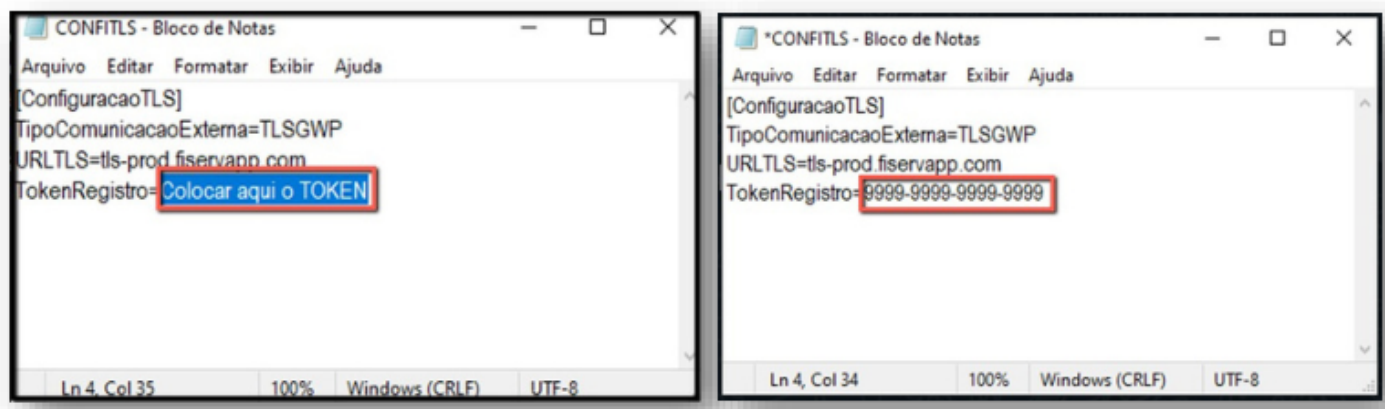 CONFITLS - Bloco de Notas
Arquivo Editar Formatar Exibir Ajuda
[ConfiguracaoTLS]
TipoComunicacaoExterna=TLSGWP
URLTLS=tls-prod.fiservapp.com
TokenRegistro=Colocar aqui o TOKEN
Ln 4, Col 35 100% Windows (CRLF) UTF-8
*CONFITLS - Bloco de Notas
Arquivo Editar Formatar Exibir Ajuda
[ConfiguracaoTLS]
TipoComunicacaoExterna=TLSGWP
URLTLS=tls-prod.fiservapp.com
TokenRegistro=9999-9999-9999-9999
Ln 4, Col 34 100% Windows (CRLF) UTF-8